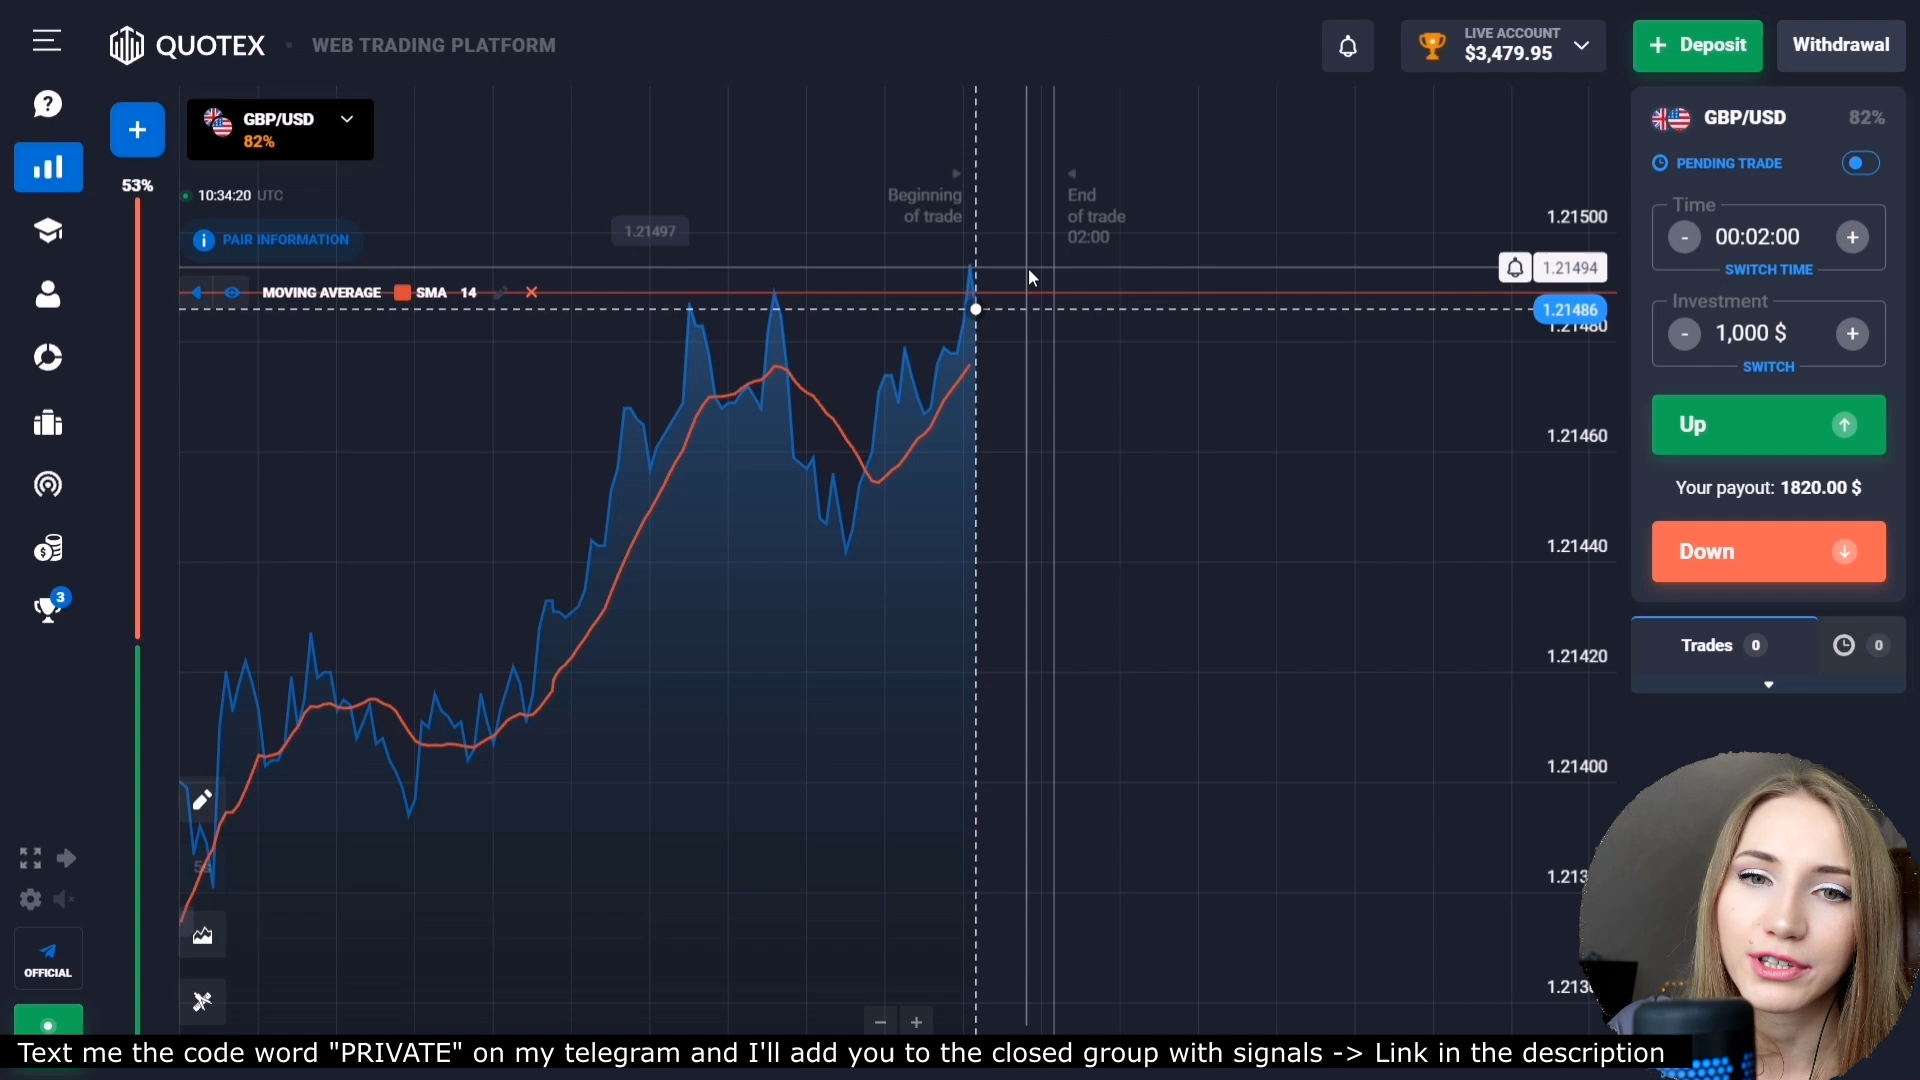 QUOTEX
WEB TRADING PLATFORM
LIVE ACCOUNT
$3,479.95
+ Deposit
Withdrawal
+
53%
GBP/USD
82%
10:34:20 UTC
PAIR INFORMATION
MOVING AVERAGE SMA 14
1.21497
Beginning
of trade
End
of trade
02:00
1.21500
1.21494
1.21486
1.21480
1.21460
1.21440
1.21420
1.21400
GBP/USD 82%
PENDING TRADE
Time
- 00:02:00 +
SWITCH TIME
Investment
- 1,000 $ +
SWITCH
Up
Your payout: 1820.00 $
Down
Trades 0
0
3
OFFICIAL
- +
Text me the code word "PRIVATE" on my telegram and I'll add you to the closed group with signals -> Link in the description